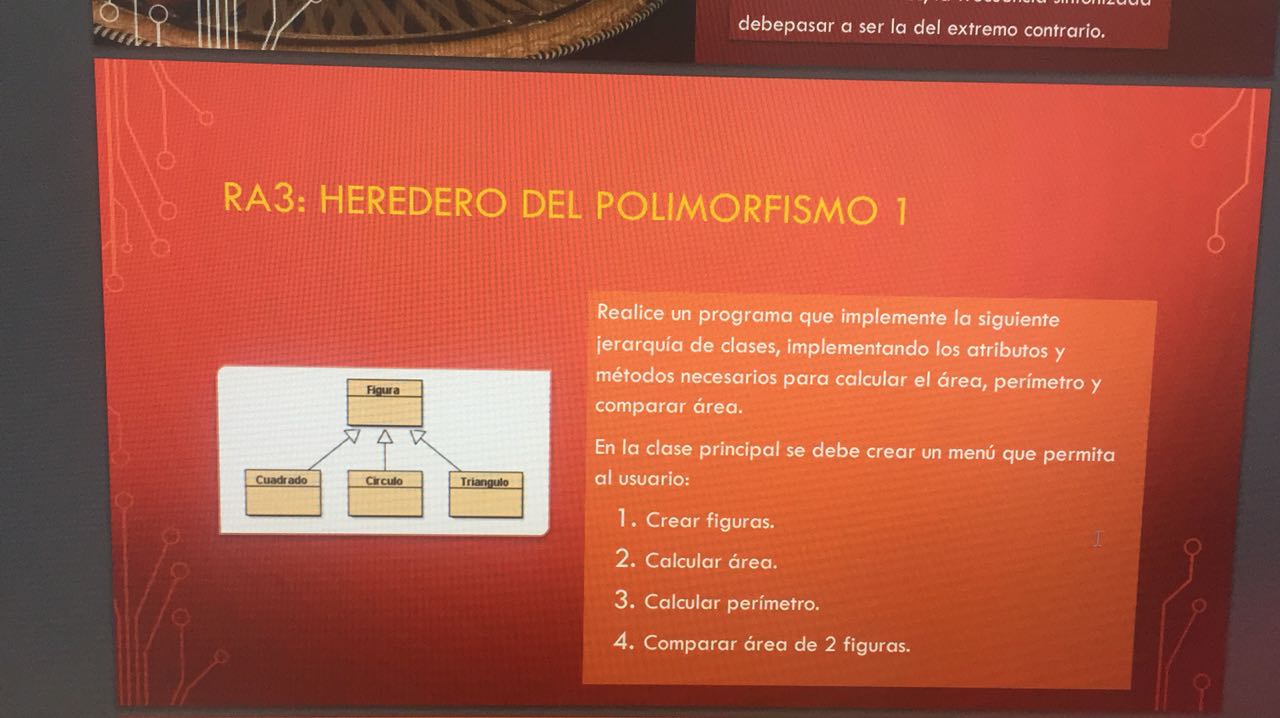 debepasar a ser la del extremo contrario.
RA3: HEREDERO DEL POLIMORFISMO 1
Figura
Cuadrado
Círculo
Triangulo
Realice un programa que implemente la siguiente
jerarquía de clases, implementando los atributos y
métodos necesarios para calcular el área, perímetro y
comparar área.
En la clase principal se debe crear un menú que permita
al usuario:
1. Crear figuras.
2. Calcular área.
3. Calcular perímetro.
4. Comparar área de 2 figuras.